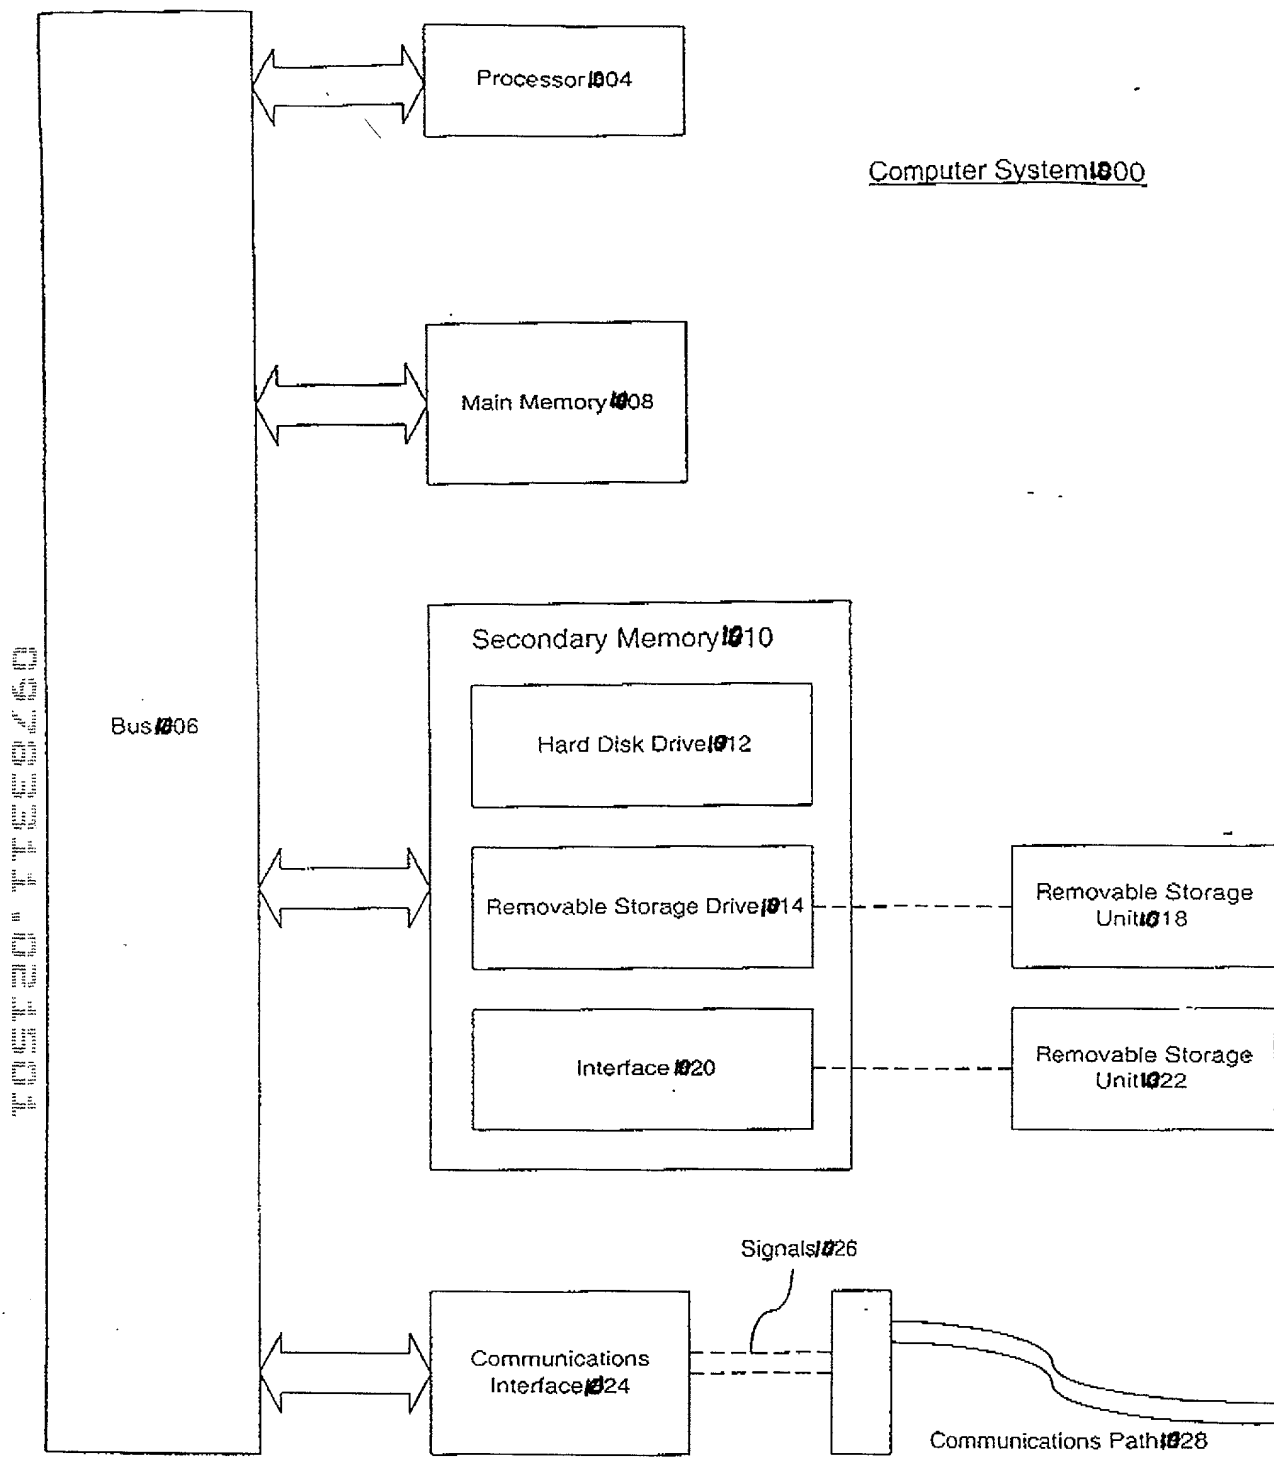 Processor 1004
Computer System 1000
Main Memory 1008
Secondary Memory 1010
Bus 1006
Hard Disk Drive 1012
Removable Storage Drive 1014
Removable Storage
Unit 1018
Interface 1020
Removable Storage
Unit 1022
Signals 1026
Communications
Interface 1024
Communications Path 1028